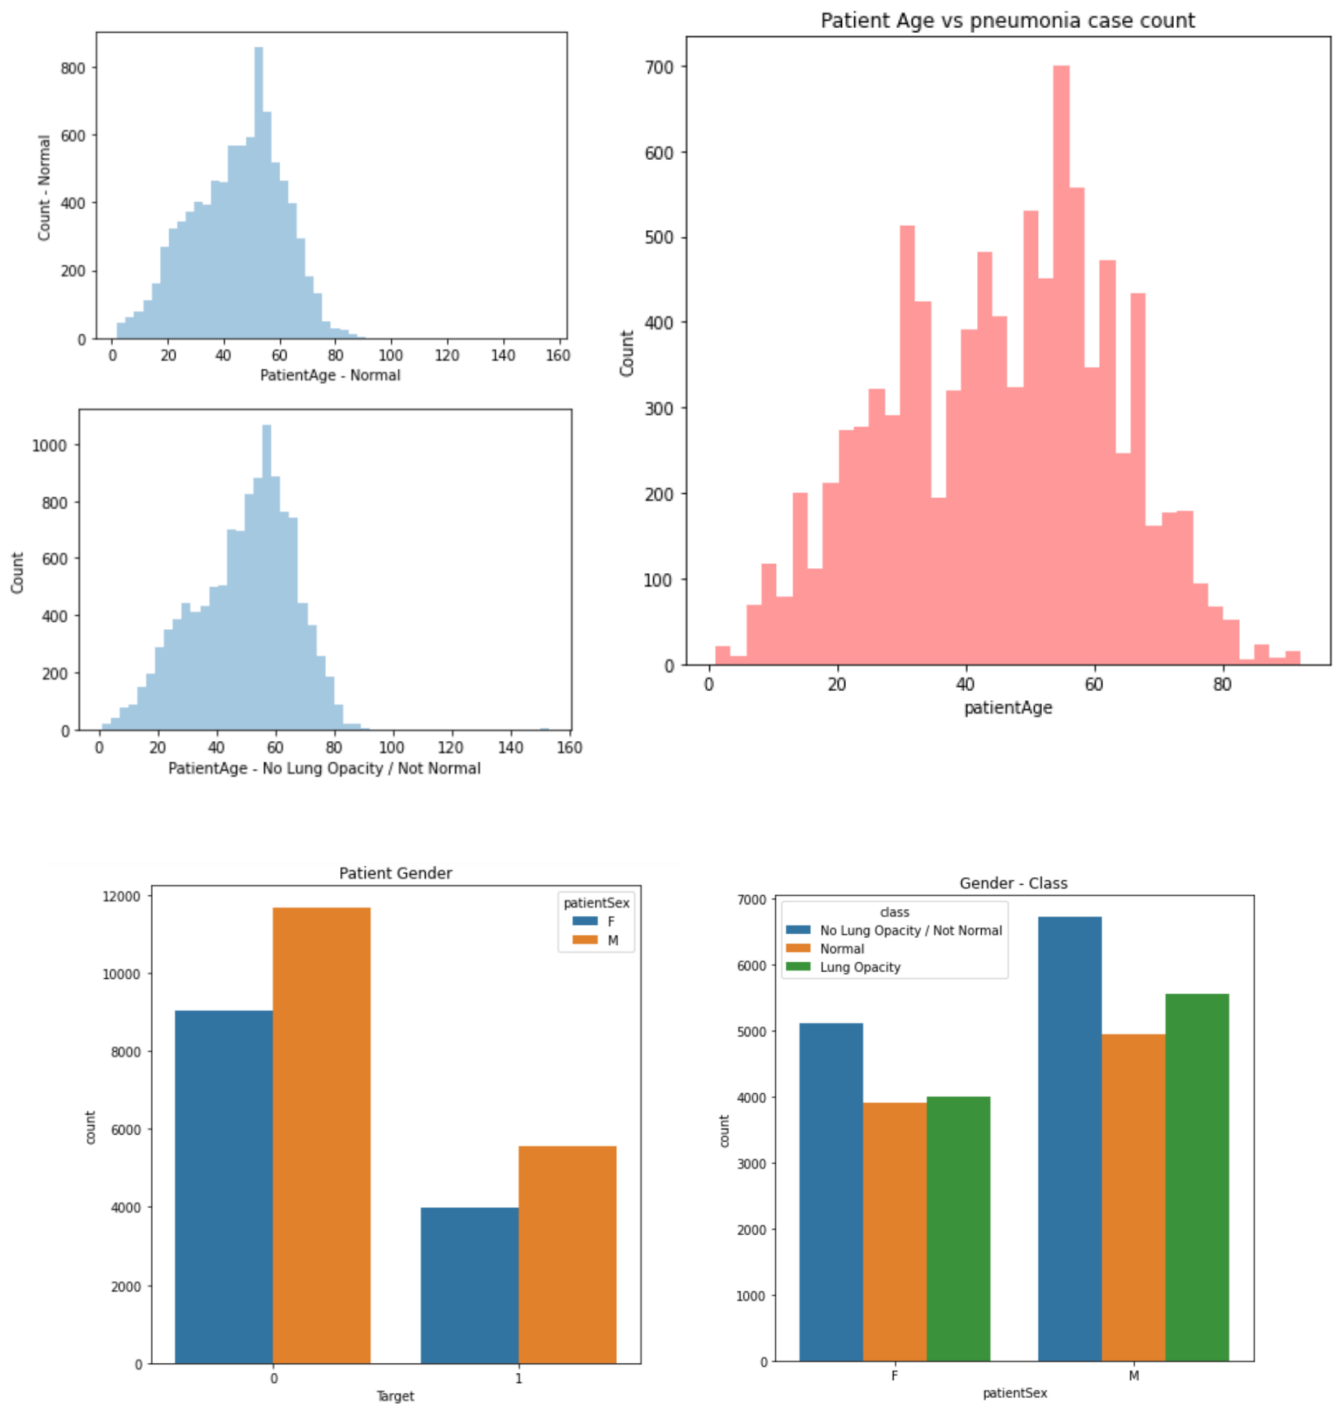 800
600
400
200
0
Count - Normal
0 20 40 60 80 100 120 140 160
PatientAge - Normal
Patient Age vs pneumonia case count
700
600
500
400
300
200
100
0
Count
0 20 40 60 80
patientAge
1000
800
600
400
200
0
Count
0 20 40 60 80 100 120 140 160
PatientAge - No Lung Opacity / Not Normal
Patient Gender
patientSex
F
M
12000
10000
8000
6000
4000
2000
0
count
0 1
Target
Gender - Class
class
No Lung Opacity / Not Normal
Normal
Lung Opacity
7000
6000
5000
4000
3000
2000
1000
0
count
F M
patientSex